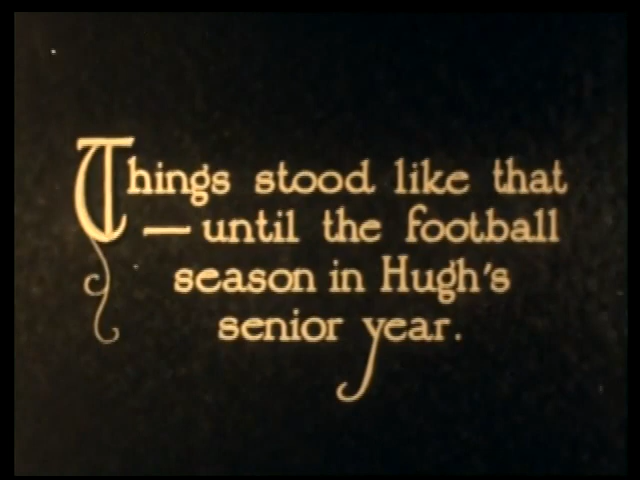 Things stood like that
— until the football
season in Hugh's
senior year.